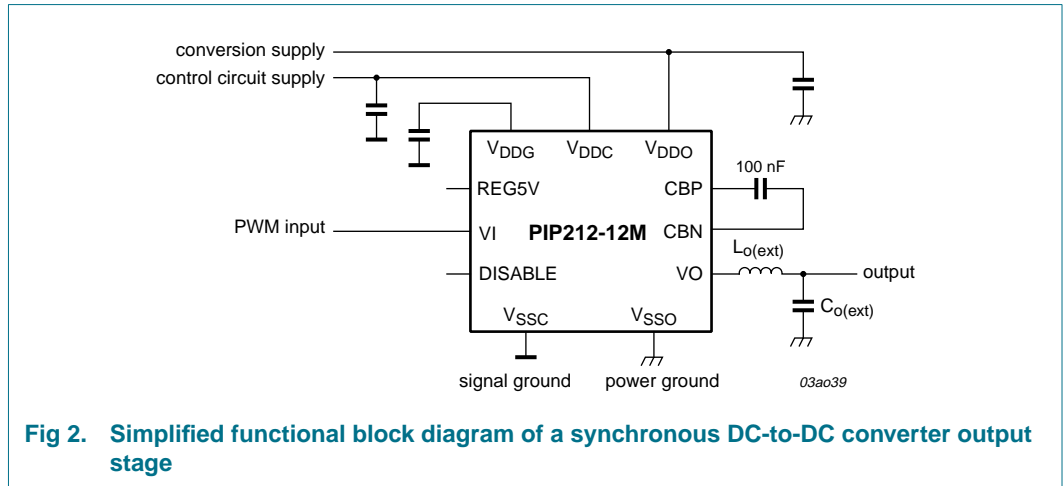 conversion supply
control circuit supply
VDDG VDDC VDDO
100 nF
REG5V CBP
PWM input VI PIP212-12M CBN
Lo(ext)
DISABLE VO output
Co(ext)
VSSC VSSO
signal ground power ground 03ao39
Fig 2. Simplified functional block diagram of a synchronous DC-to-DC converter output
stage